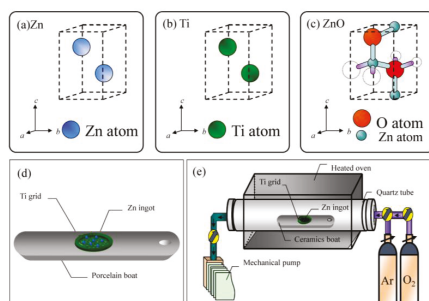 (a)Zn
c
a
b
Zn atom
(b) Ti
c
a
b
Ti atom
(c) ZnO
c
a
b
O atom
Zn atom
(d)
Ti grid
Zn ingot
Porcelain boat
(e)
Heated oven
Ti grid
Quartz tube
Zn ingot
Ceramics boat
Mechanical pump
Ar
O2